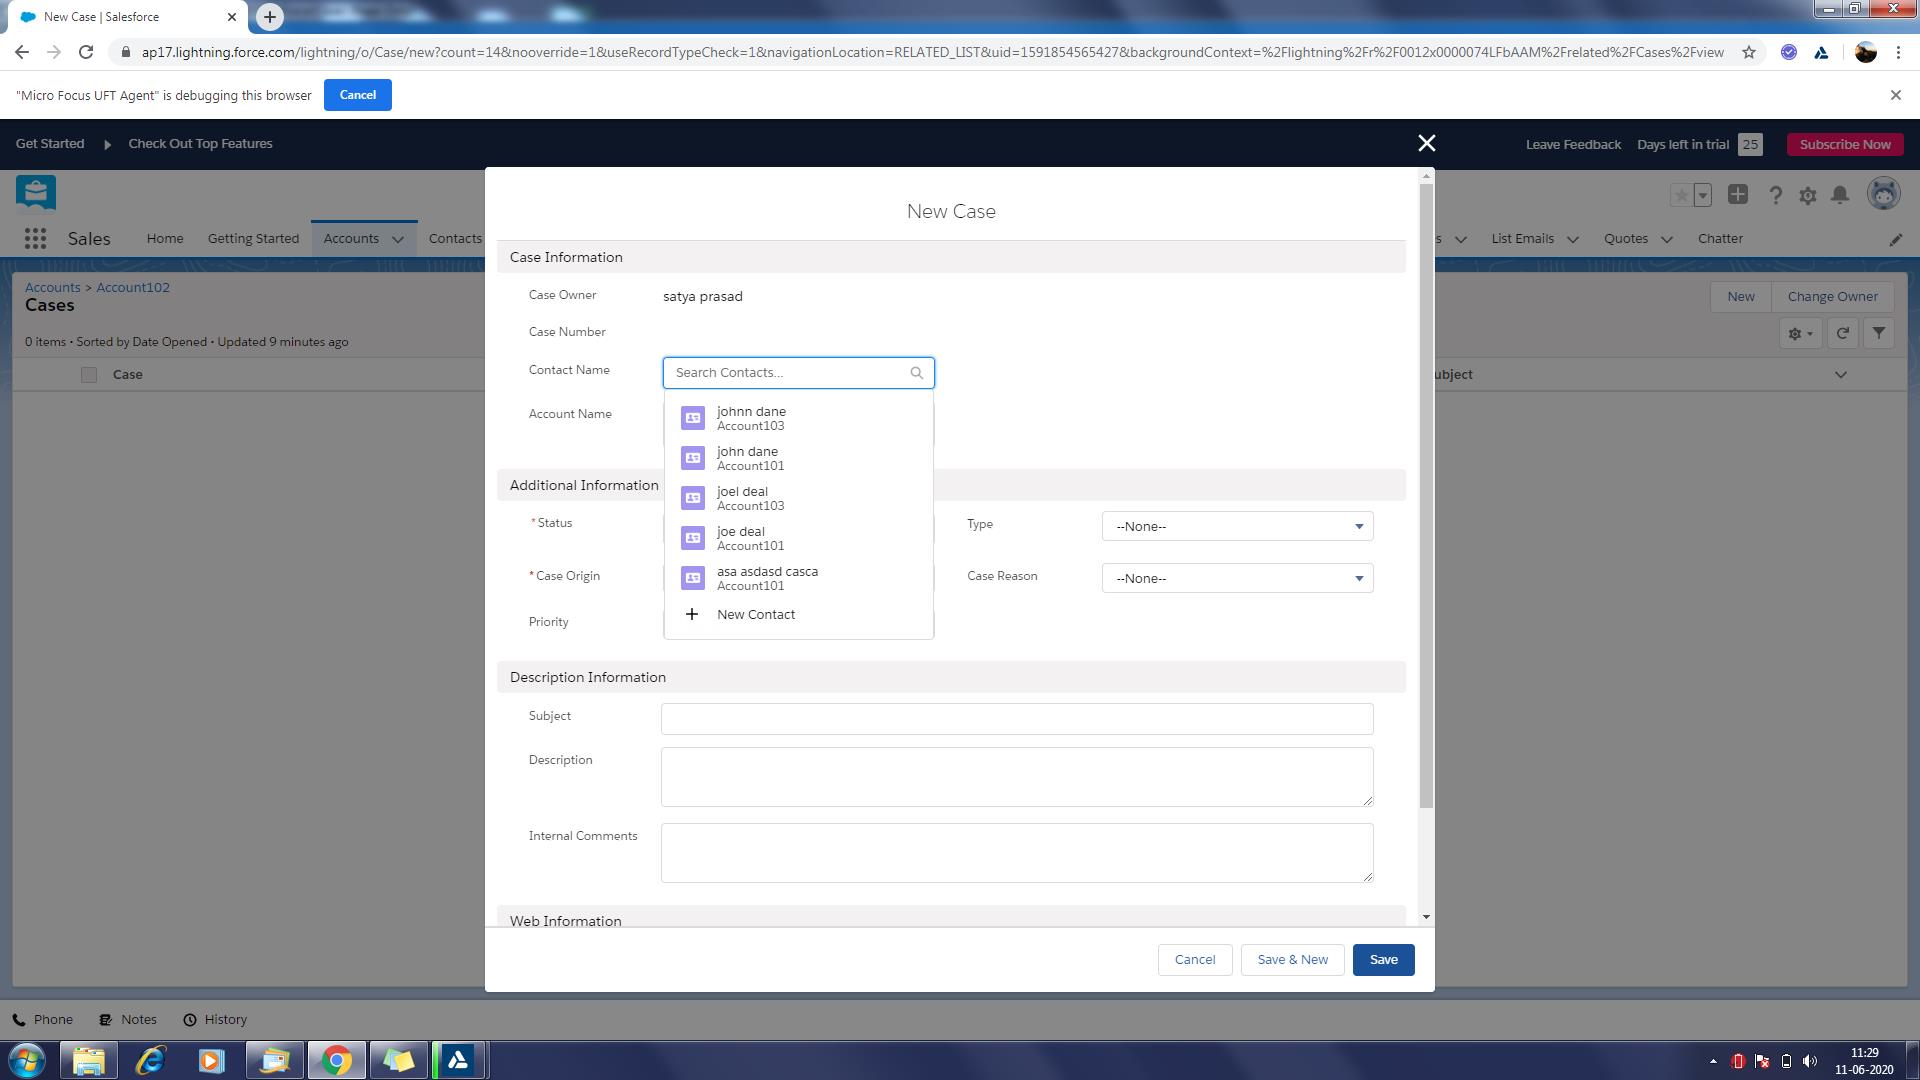 New Case | Salesforce
ap17.lightning.force.com/lightning/o/Case/new?count=14&nooverride=1&useRecordTypeCheck=1&navigationLocation=RELATED_LIST&uid=1591854565427&backgroundContext=%2Flightning%2Fr%2F0012x0000074LFbAAM%2Frelated%2FCases%2Fview
"Micro Focus UFT Agent" is debugging this browser
Cancel
Get Started
Check Out Top Features
Leave Feedback
Days left in trial
25
Subscribe Now
Sales
Home
Getting Started
Accounts
Contacts
s
List Emails
Quotes
Chatter
Accounts > Account102
Cases
0 items • Sorted by Date Opened • Updated 9 minutes ago
New
Change Owner
Case
ubject
New Case
Case Information
Case Owner
satya prasad
Case Number
Contact Name
Search Contacts...
Account Name
johnn dane
Account103
john dane
Account101
joel deal
Account103
joe deal
Account101
asa asdasd casca
Account101
+ New Contact
Additional Information
*Status
Type
--None--
*Case Origin
Case Reason
--None--
Priority
Description Information
Subject
Description
Internal Comments
Web Information
Cancel
Save & New
Save
Phone
Notes
History
11:29
11-06-2020